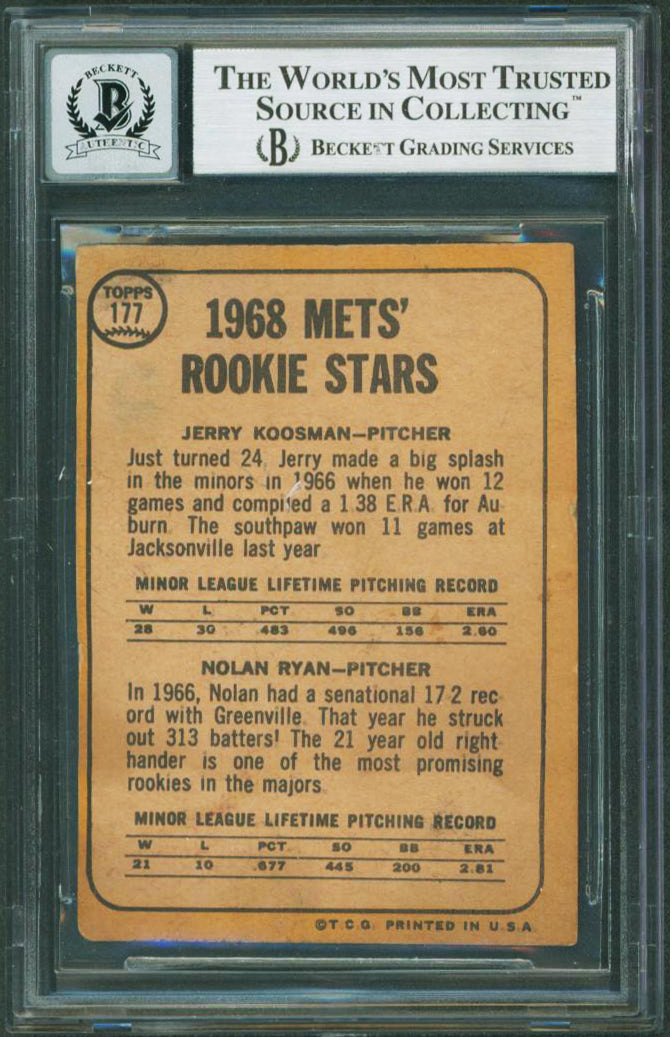 BECKETT
B
AUTHENTIC
THE WORLD'S MOST TRUSTED
SOURCE IN COLLECTING™
B BECKETT GRADING SERVICES
TOPPS
177
1968 METS'
ROOKIE STARS
JERRY KOOSMAN—PITCHER
Just turned 24, Jerry made a big splash
in the minors in 1966 when he won 12
games and compiled a 1.38 E.R.A. for Au
burn. The southpaw won 11 games at
Jacksonville last year
MINOR LEAGUE LIFETIME PITCHING RECORD
W L PCT SO BB ERA
28 30 .483 496 156 2.60
NOLAN RYAN—PITCHER
In 1966, Nolan had a senational 17 2 rec
ord with Greenville. That year he struck
out 313 batters! The 21 year old right
hander is one of the most promising
rookies in the majors
MINOR LEAGUE LIFETIME PITCHING RECORD
W L PCT SO BB ERA
21 10 .677 445 200 2.81
©T.C.G. PRINTED IN U.S.A.